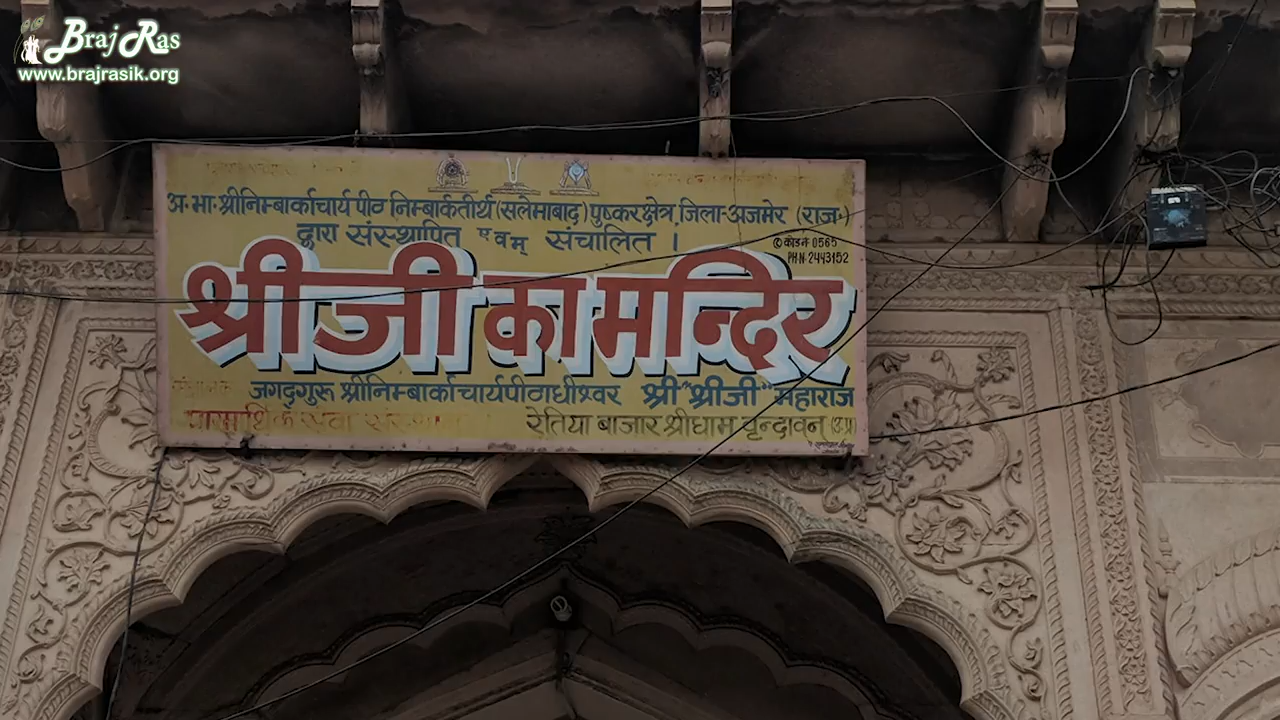 Braj Ras
www.brajrasik.org
अ. भा. श्रीनिम्बार्काचार्य पीठ निम्बार्कतीर्थ (सलेमाबाद) पुष्करक्षेत्र, जिला-अजमेर (राज॰)
द्वारा संस्थापित एवम् संचालित ।
कोड नं 0565
PH.N. 2443152
श्रीजी का मन्दिर
जगद्गुरू श्रीनिम्बार्काचार्यपीठाधीश्वर श्री "श्रीजी" महाराज
रेतिया बाजार श्रीधाम वृन्दावन (उ.प्र)